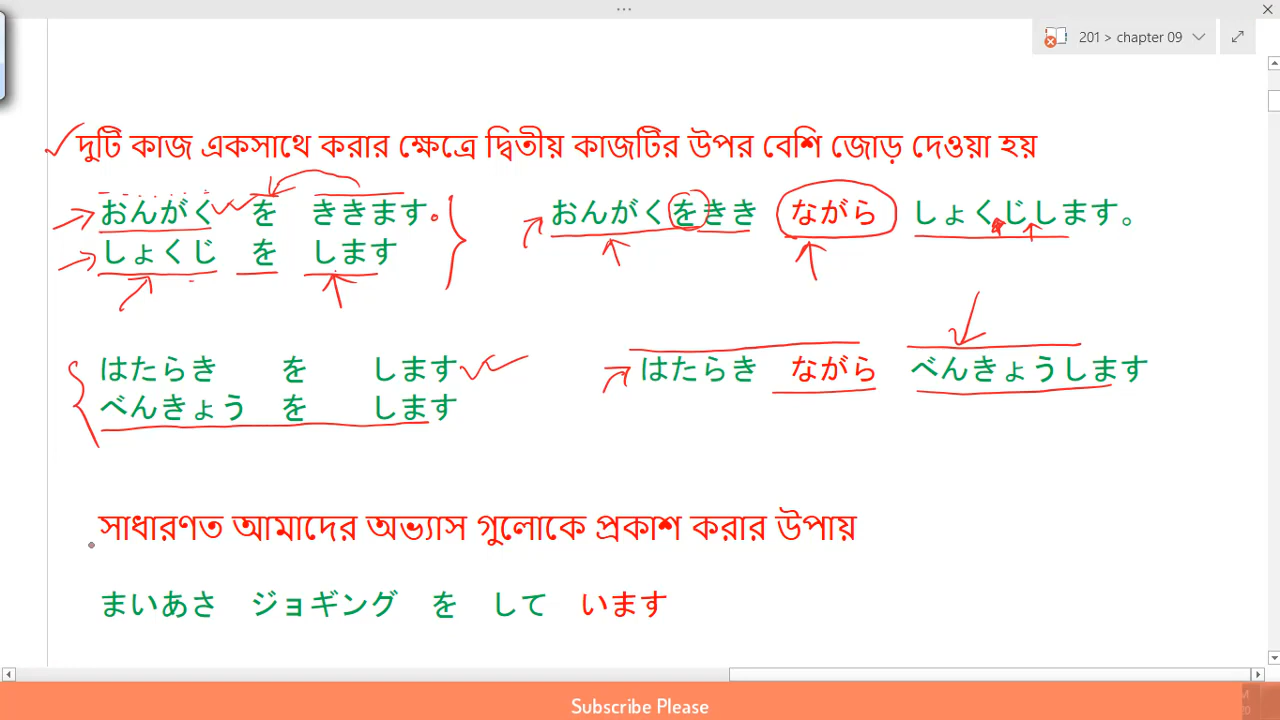 201 > chapter 09
দুটি কাজ একসাথে করার ক্ষেত্রে দ্বিতীয় কাজটির উপর বেশি জোড় দেওয়া হয়
おんがく を ききます。 おんがくをきき ながら しょくじします。
しょくじ を します
はたらき を します はたらき ながら べんきょうします
べんきょう を します
সাধারণত আমাদের অভ্যাস গুলোকে প্রকাশ করার উপায়
まいあさ ジョギング を して います
Subscribe Please